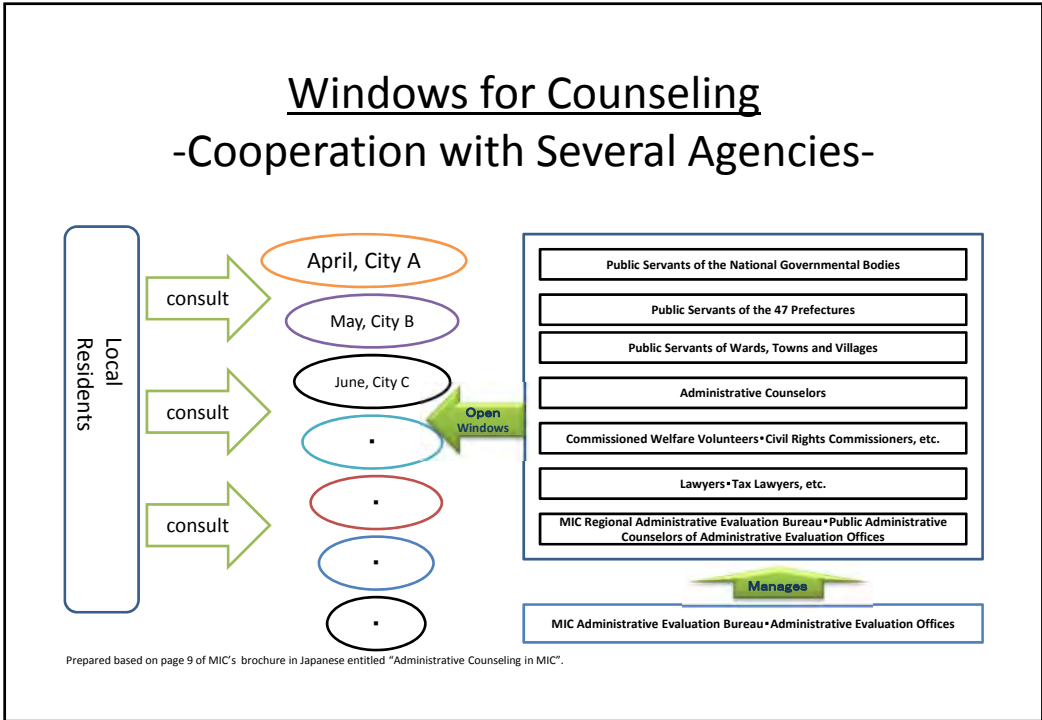 Windows for Counseling
-Cooperation with Several Agencies-
Local
Residents
consult
consult
consult
April, City A
May, City B
June, City C
▪
▪
▪
▪
Open
Windows
Public Servants of the National Governmental Bodies
Public Servants of the 47 Prefectures
Public Servants of Wards, Towns and Villages
Administrative Counselors
Commissioned Welfare Volunteers▪Civil Rights Commissioners, etc.
Lawyers▪Tax Lawyers, etc.
MIC Regional Administrative Evaluation Bureau▪Public Administrative
Counselors of Administrative Evaluation Offices
Manages
MIC Administrative Evaluation Bureau▪Administrative Evaluation Offices
Prepared based on page 9 of MIC's brochure in Japanese entitled “Administrative Counseling in MIC”.